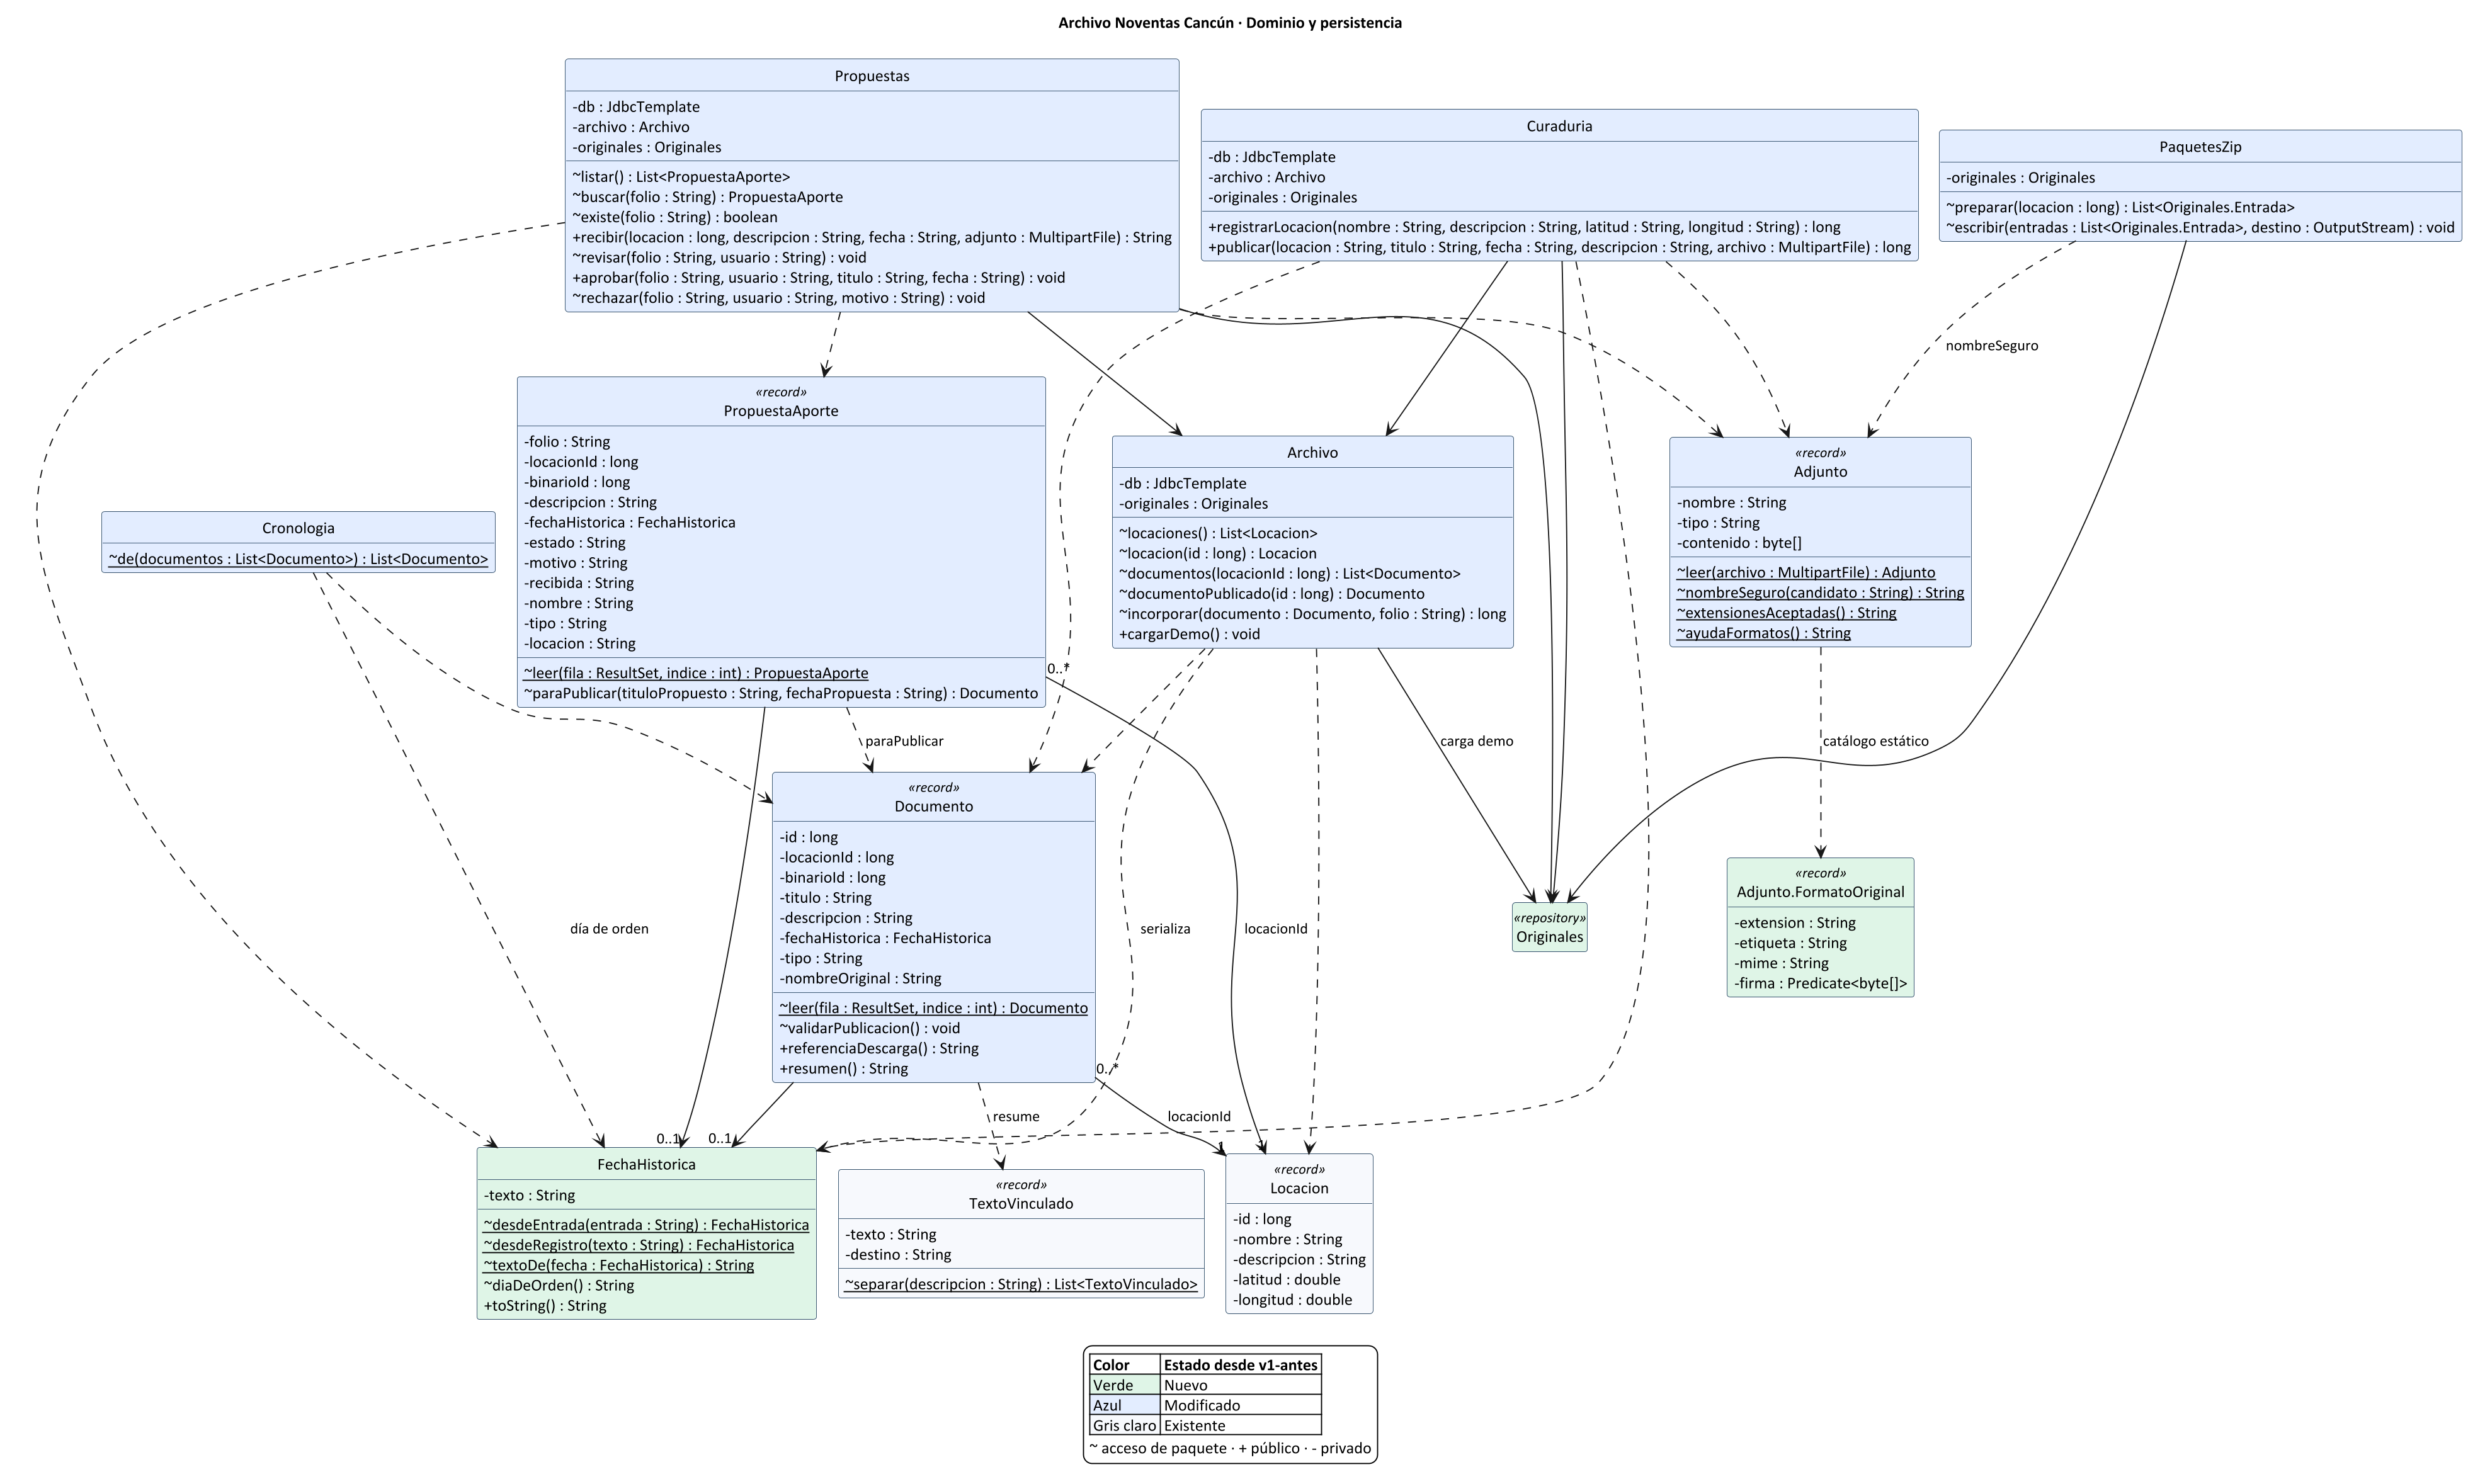 Archivo Noventas Cancún · Dominio y persistencia
Propuestas
-db : JdbcTemplate
-archivo : Archivo
-originales : Originales
~listar() : List<PropuestaAporte>
~buscar(folio : String) : PropuestaAporte
~existe(folio : String) : boolean
+recibir(locacion : long, descripcion : String, fecha : String, adjunto : MultipartFile) : String
~revisar(folio : String, usuario : String) : void
+aprobar(folio : String, usuario : String, titulo : String, fecha : String) : void
~rechazar(folio : String, usuario : String, motivo : String) : void
Curaduria
-db : JdbcTemplate
-archivo : Archivo
-originales : Originales
+registrarLocacion(nombre : String, descripcion : String, latitud : String, longitud : String) : long
+publicar(locacion : String, titulo : String, fecha : String, descripcion : String, archivo : MultipartFile) : long
PaquetesZip
-originales : Originales
~preparar(locacion : long) : List<Originales.Entrada>
~escribir(entradas : List<Originales.Entrada>, destino : OutputStream) : void
nombreSeguro
«record»
PropuestaAporte
-folio : String
-locacionId : long
-binarioId : long
-descripcion : String
-fechaHistorica : FechaHistorica
-estado : String
-motivo : String
-recibida : String
-nombre : String
-tipo : String
-locacion : String
~leer(fila : ResultSet, indice : int) : PropuestaAporte
~paraPublicar(tituloPropuesto : String, fechaPropuesta : String) : Documento
0..*
Archivo
-db : JdbcTemplate
-originales : Originales
~locaciones() : List<Locacion>
~locacion(id : long) : Locacion
~documentos(locacionId : long) : List<Documento>
~documentoPublicado(id : long) : Documento
~incorporar(documento : Documento, folio : String) : long
+cargarDemo() : void
«record»
Adjunto
-nombre : String
-tipo : String
-contenido : byte[]
~leer(archivo : MultipartFile) : Adjunto
~nombreSeguro(candidato : String) : String
~extensionesAceptadas() : String
~ayudaFormatos() : String
Cronologia
~de(documentos : List<Documento>) : List<Documento>
paraPublicar
carga demo
catálogo estático
«record»
Documento
-id : long
-locacionId : long
-binarioId : long
-titulo : String
-descripcion : String
-fechaHistorica : FechaHistorica
-tipo : String
-nombreOriginal : String
~leer(fila : ResultSet, indice : int) : Documento
~validarPublicacion() : void
+referenciaDescarga() : String
+resumen() : String
0..*
día de orden
serializa
locacionId
«repository»
Originales
«record»
Adjunto.FormatoOriginal
-extension : String
-etiqueta : String
-mime : String
-firma : Predicate<byte[]>
resume
locacionId
0..1
0..1
1
FechaHistorica
-texto : String
~desdeEntrada(entrada : String) : FechaHistorica
~desdeRegistro(texto : String) : FechaHistorica
~textoDe(fecha : FechaHistorica) : String
~diaDeOrden() : String
+toString() : String
«record»
TextoVinculado
-texto : String
-destino : String
~separar(descripcion : String) : List<TextoVinculado>
«record»
Locacion
-id : long
-nombre : String
-descripcion : String
-latitud : double
-longitud : double
Color Estado desde v1-antes
Verde Nuevo
Azul Modificado
Gris claro Existente
~ acceso de paquete · + público · - privado